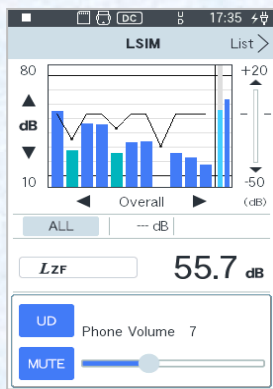 DC 17:35
LSIM List
80 +20
dB
10 -50
Overall (dB)
ALL --- dB
LZF 55.7 dB
UD
Phone Volume 7
MUTE